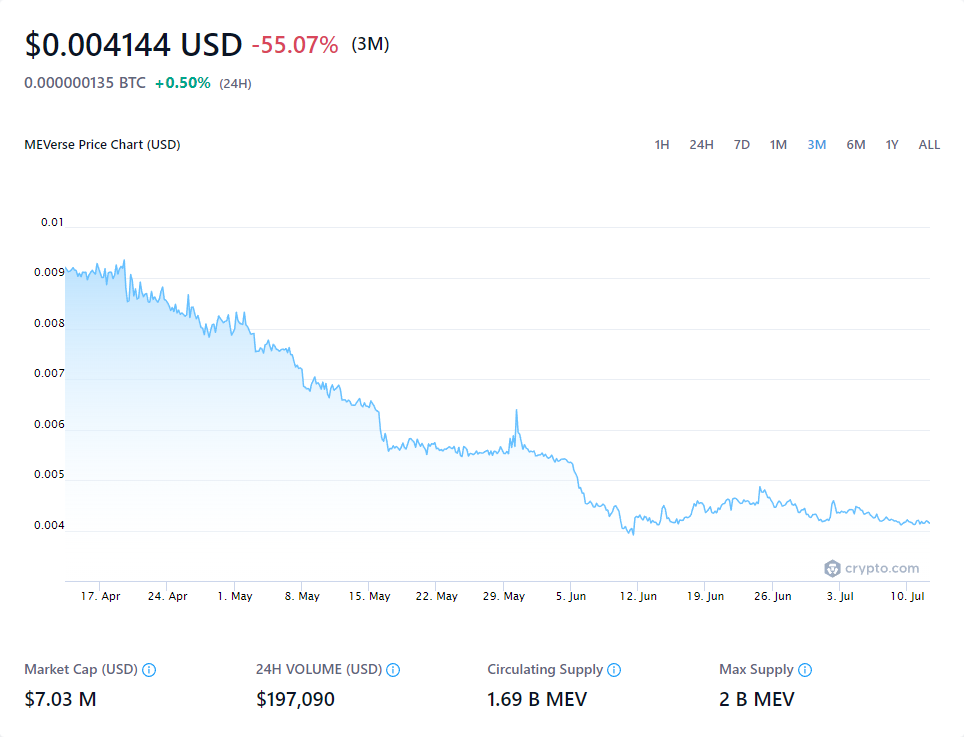 $0.004144 USD -55.07% (3M)
0.000000135 BTC +0.50% (24H)
MEVerse Price Chart (USD) 1H 24H 7D 1M 3M 6M 1Y ALL
0.01
0.009
0.008
0.007
0.006
0.005
0.004
crypto.com
17. Apr 24. Apr 1. May 8. May 15. May 22. May 29. May 5. Jun 12. Jun 19. Jun 26. Jun 3. Jul 10. Jul
Market Cap (USD) 24H VOLUME (USD) Circulating Supply Max Supply
$7.03 M $197,090 1.69 B MEV 2 B MEV